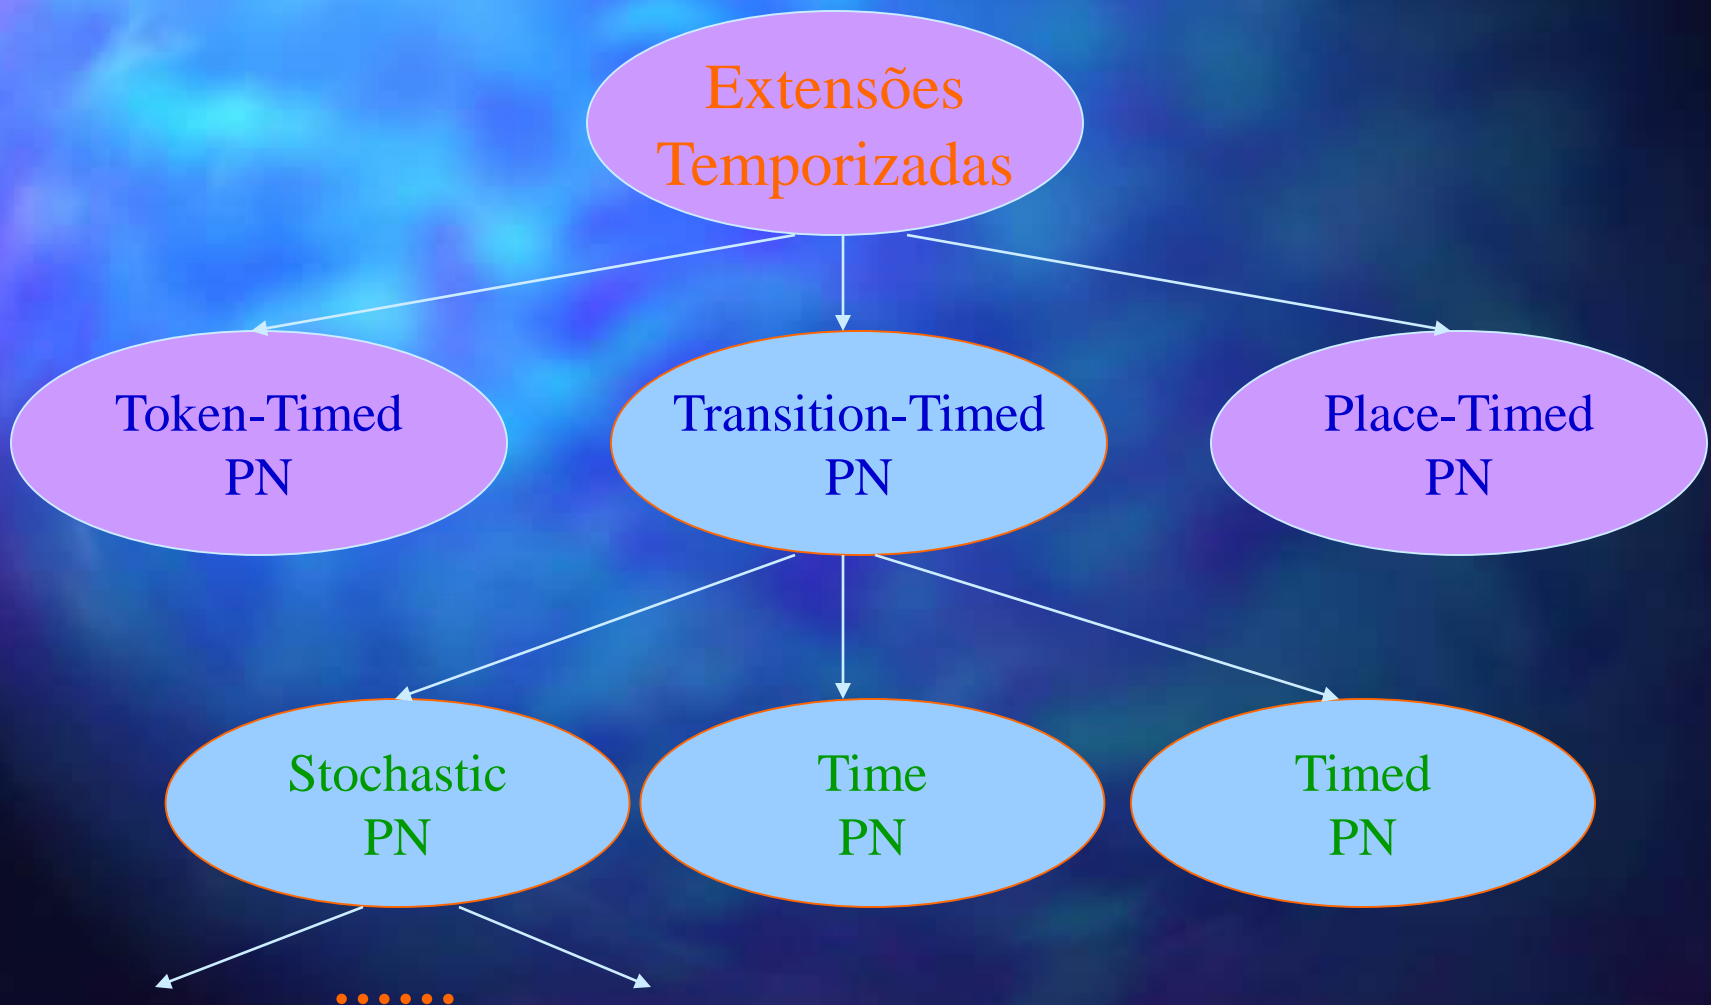 Extensões
Temporizadas
Token-Timed
PN
Transition-Timed
PN
Place-Timed
PN
Stochastic
PN
Time
PN
Timed
PN
......